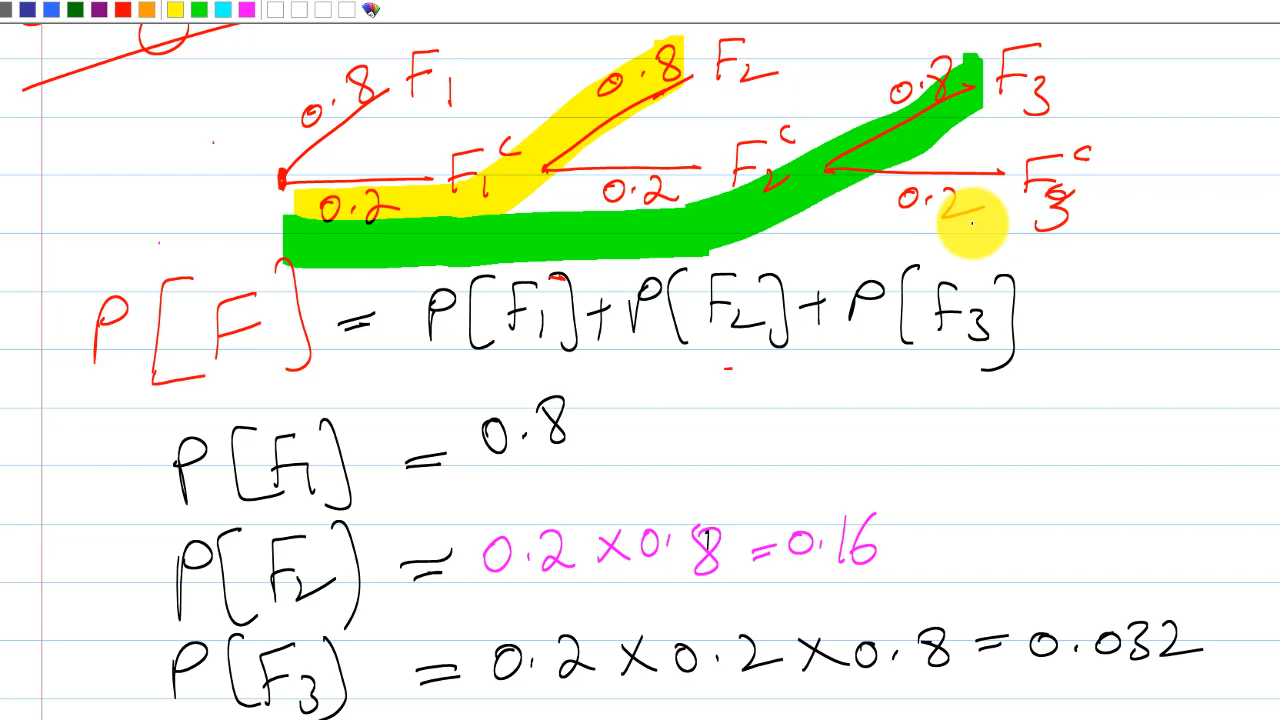 0.8 F₁ 0.8 F₂ 0.8 F₃
F₁ᶜ F₂ᶜ F₃ᶜ
0.2 0.2 0.2
P[F] = P[F₁] + P[F₂] + P[F₃]
P[F₁] = 0.8
P[F₂] = 0.2 × 0.8 = 0.16
P[F₃] = 0.2 × 0.2 × 0.8 = 0.032